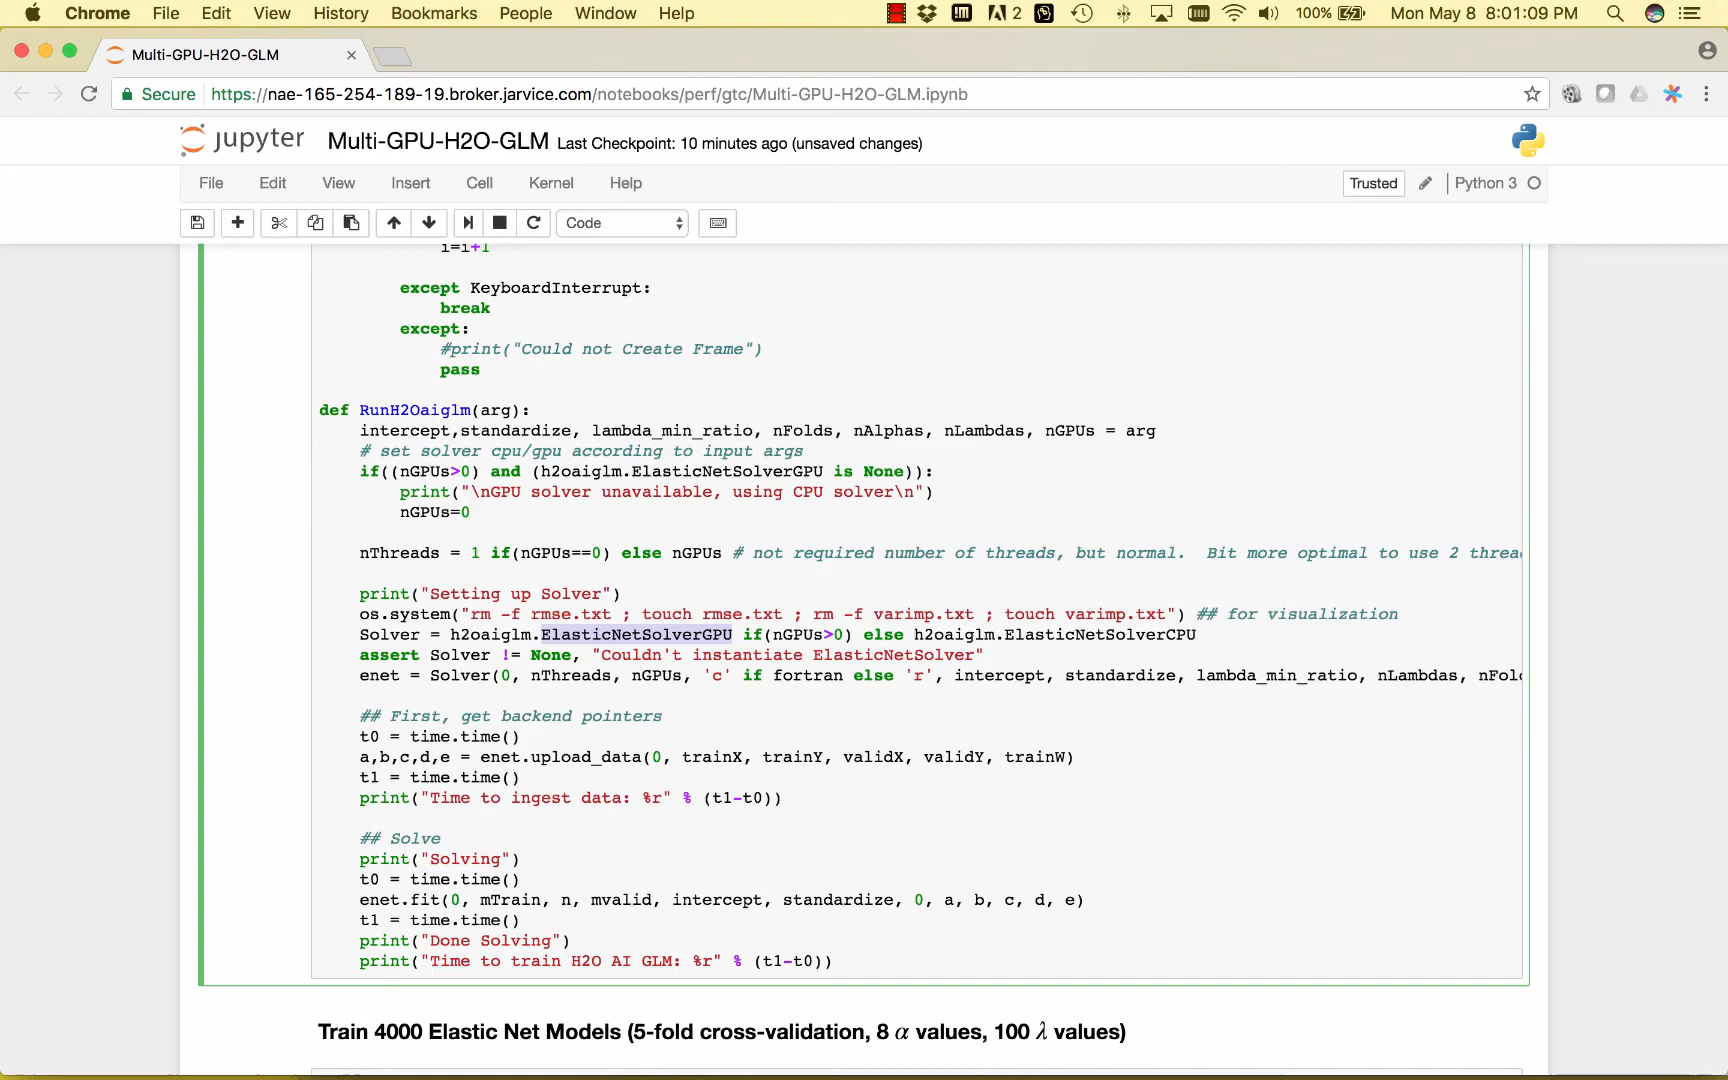 Chrome File Edit View History Bookmarks People Window Help 2 100% Mon May 8 8:01:09 PM
Multi-GPU-H2O-GLM
Secure https://nae-165-254-189-19.broker.jarvice.com/notebooks/perf/gtc/Multi-GPU-H2O-GLM.ipynb
jupyter Multi-GPU-H2O-GLM Last Checkpoint: 10 minutes ago (unsaved changes)
File Edit View Insert Cell Kernel Help Trusted Python 3
Code
i=i+1
except KeyboardInterrupt:
break
except:
#print("Could not Create Frame")
pass
def RunH2Oaiglm(arg):
intercept,standardize, lambda_min_ratio, nFolds, nAlphas, nLambdas, nGPUs = arg
# set solver cpu/gpu according to input args
if((nGPUs>0) and (h2oaiglm.ElasticNetSolverGPU is None)):
print("\nGPU solver unavailable, using CPU solver\n")
nGPUs=0
nThreads = 1 if(nGPUs==0) else nGPUs # not required number of threads, but normal. Bit more optimal to use 2 threa
print("Setting up Solver")
os.system("rm -f rmse.txt ; touch rmse.txt ; rm -f varimp.txt ; touch varimp.txt") ## for visualization
Solver = h2oaiglm.ElasticNetSolverGPU if(nGPUs>0) else h2oaiglm.ElasticNetSolverCPU
assert Solver != None, "Couldn't instantiate ElasticNetSolver"
enet = Solver(0, nThreads, nGPUs, 'c' if fortran else 'r', intercept, standardize, lambda_min_ratio, nLambdas, nFol
## First, get backend pointers
t0 = time.time()
a,b,c,d,e = enet.upload_data(0, trainX, trainY, validX, validY, trainW)
t1 = time.time()
print("Time to ingest data: %r" % (t1-t0))
## Solve
print("Solving")
t0 = time.time()
enet.fit(0, mTrain, n, mvalid, intercept, standardize, 0, a, b, c, d, e)
t1 = time.time()
print("Done Solving")
print("Time to train H2O AI GLM: %r" % (t1-t0))
Train 4000 Elastic Net Models (5-fold cross-validation, 8 α values, 100 λ values)